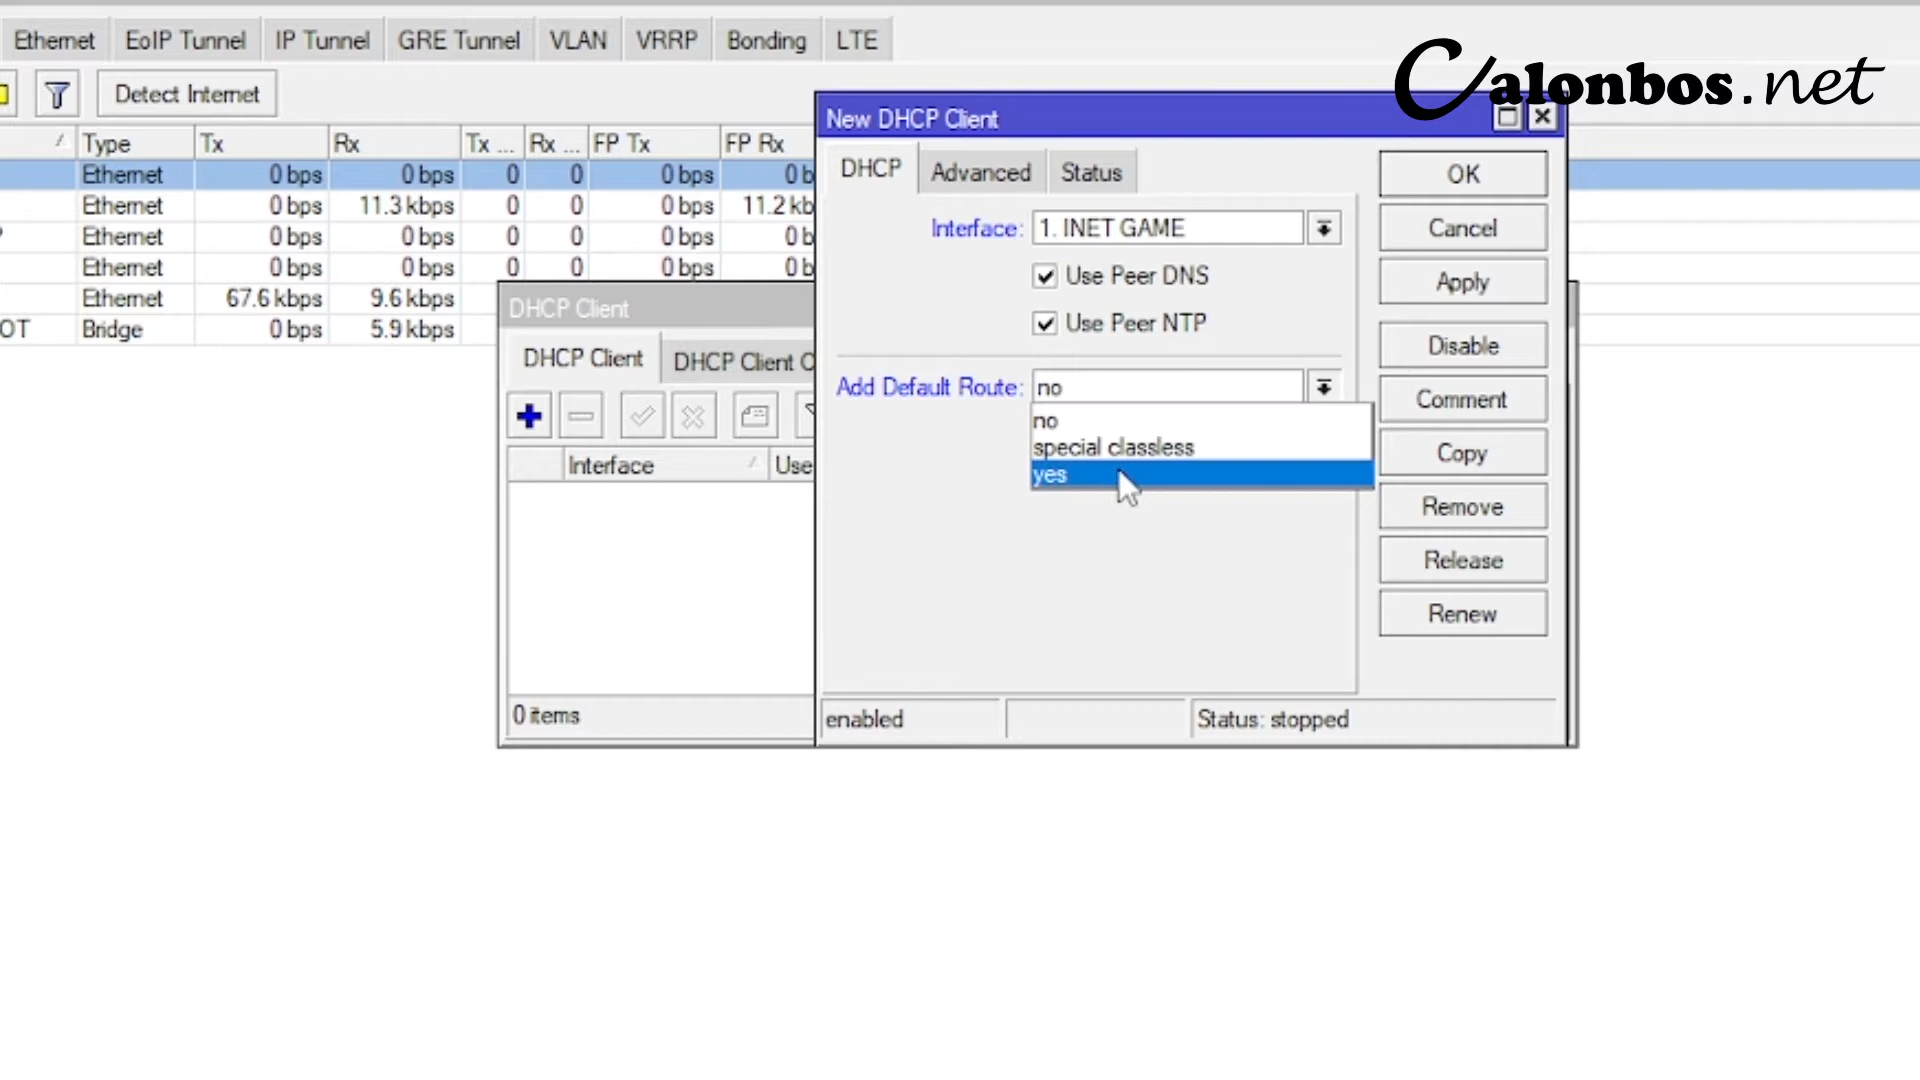 Ethernet EoIP Tunnel IP Tunnel GRE Tunnel VLAN VRRP Bonding LTE
Calonbos.net
Detect Internet
Type Tx Rx Tx ... Rx ... FP Tx FP Rx
Ethernet 0 bps 0 bps 0 0 0 bps 0 b
Ethernet 0 bps 11.3 kbps 0 0 0 bps 11.2 kb
Ethernet 0 bps 0 bps 0 0 0 bps 0 b
Ethernet 0 bps 0 bps 0 0 0 bps 0 b
Ethernet 67.6 kbps 9.6 kbps
OT Bridge 0 bps 5.9 kbps
DHCP Client
DHCP Client DHCP Client O
Interface Use
0 items
New DHCP Client
DHCP Advanced Status
Interface: 1. INET GAME
Use Peer DNS
Use Peer NTP
Add Default Route: no
no
special classless
yes
OK
Cancel
Apply
Disable
Comment
Copy
Remove
Release
Renew
enabled Status: stopped